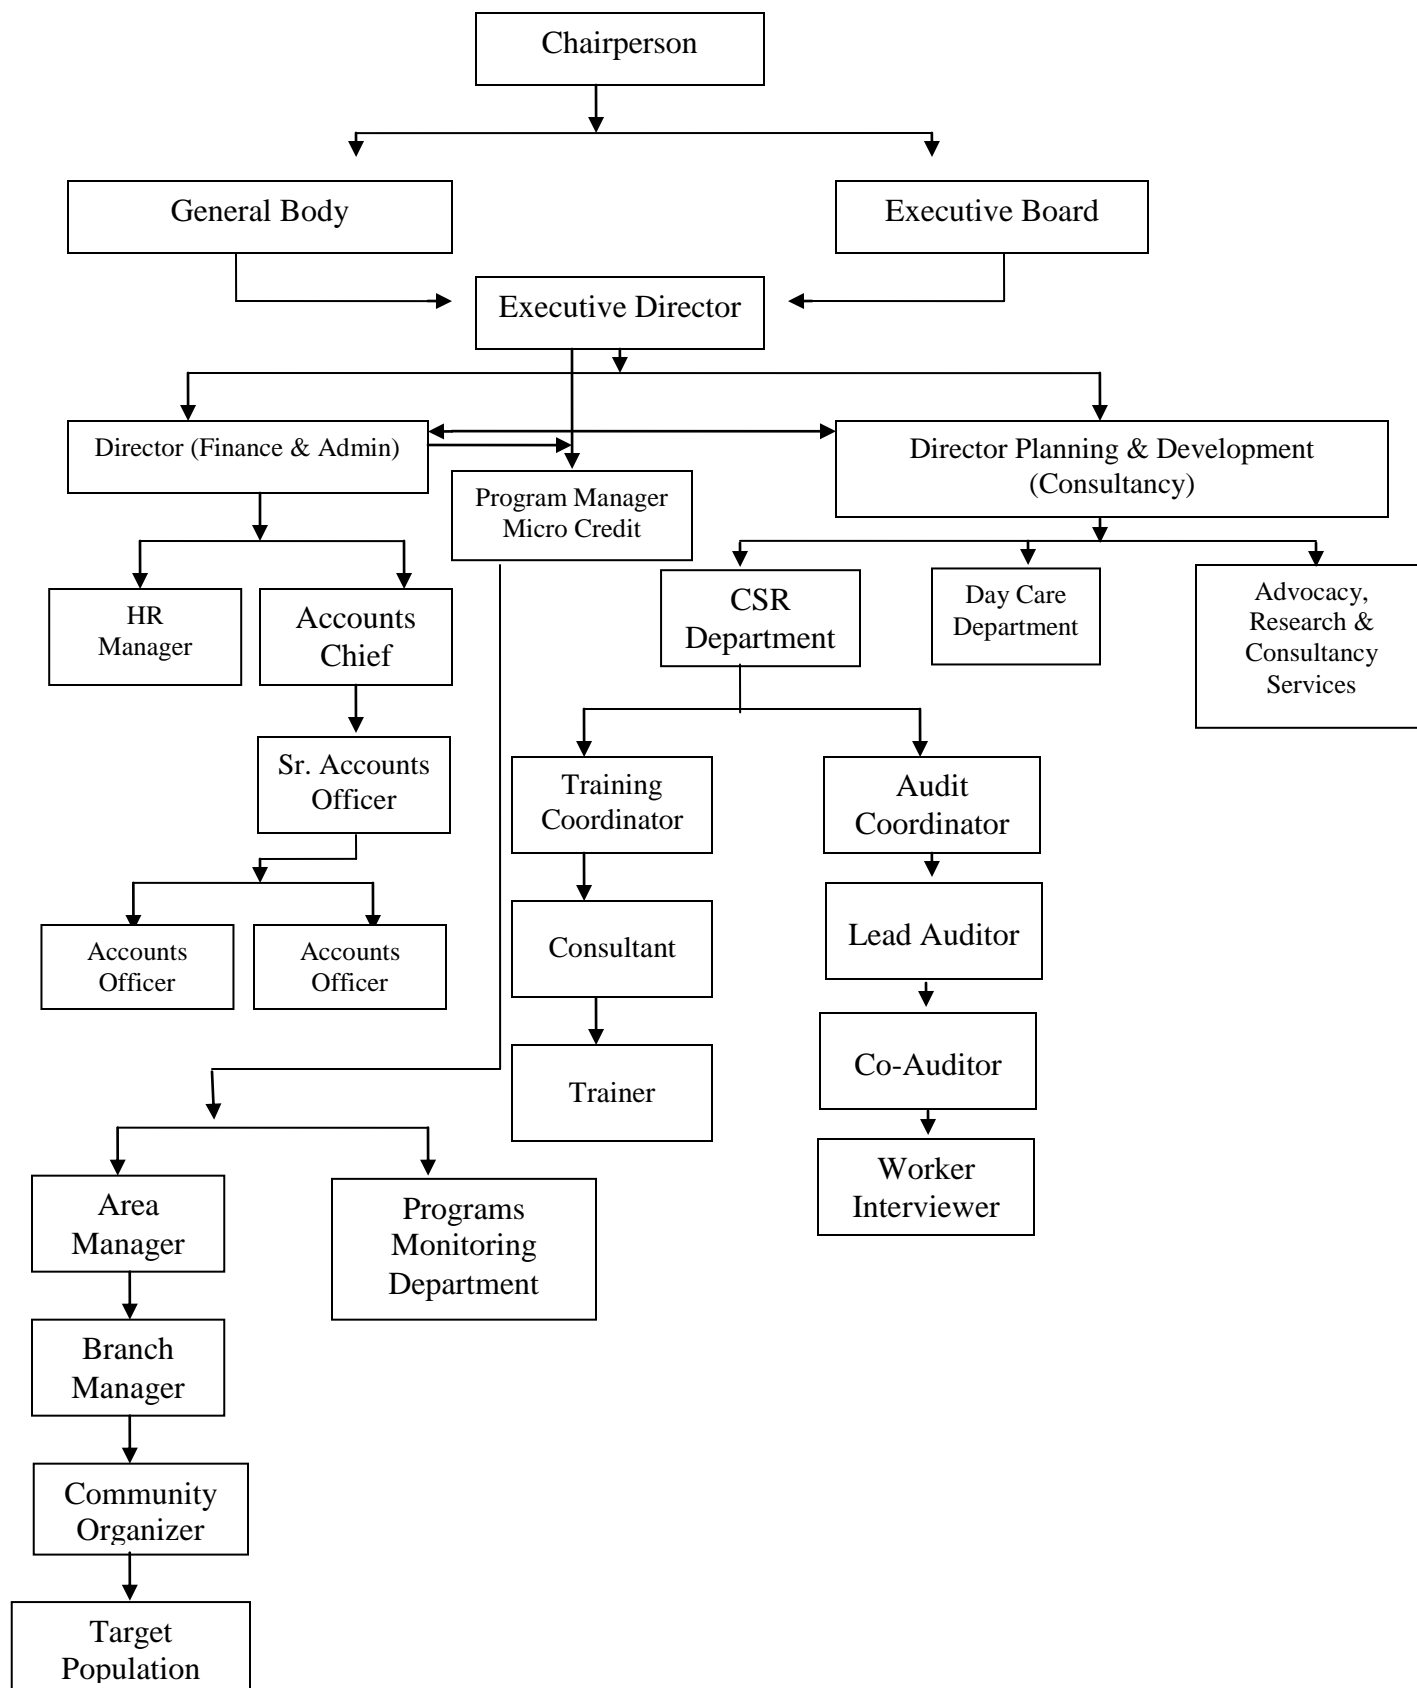 Chairperson
General Body
Executive Board
Executive Director
Director (Finance & Admin)
Director Planning & Development
(Consultancy)
Program Manager
Micro Credit
HR
Manager
Accounts
Chief
CSR
Department
Day Care
Department
Advocacy,
Research &
Consultancy
Services
Sr. Accounts
Officer
Training
Coordinator
Audit
Coordinator
Accounts
Officer
Accounts
Officer
Consultant
Lead Auditor
Trainer
Co-Auditor
Worker
Interviewer
Area
Manager
Programs
Monitoring
Department
Branch
Manager
Community
Organizer
Target
Population